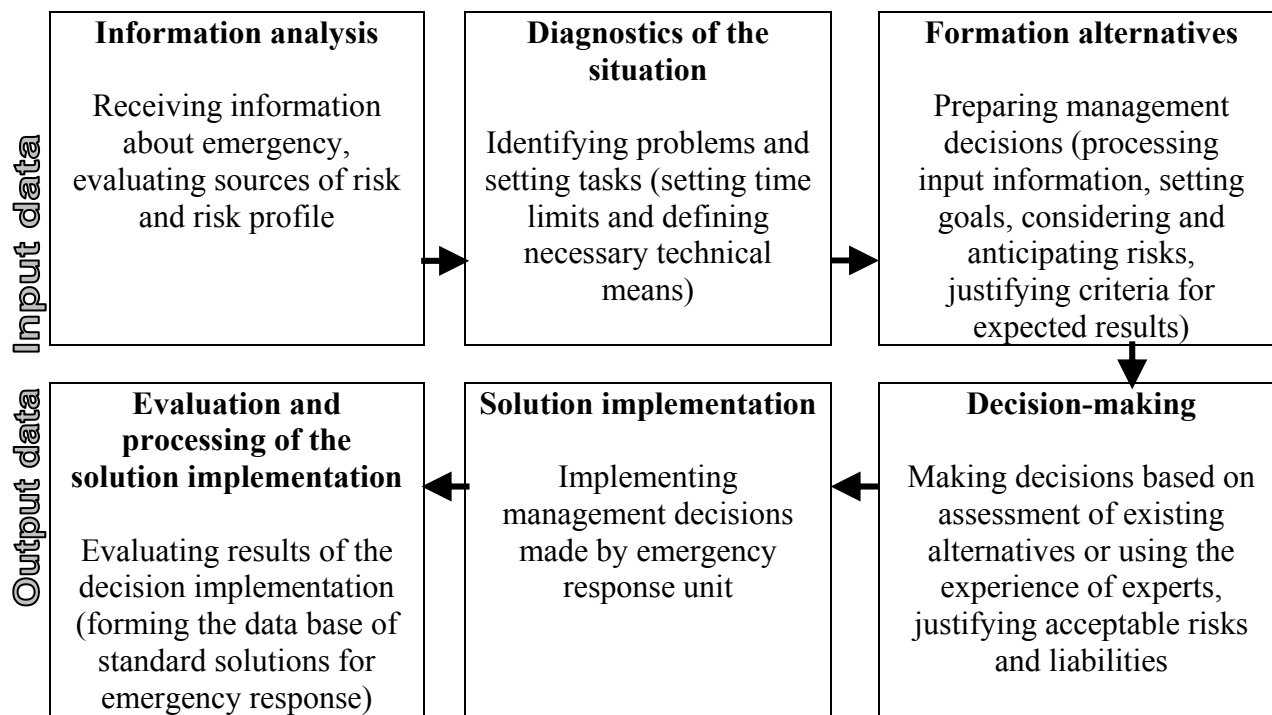 Input data
Information analysis
Receiving information
about emergency,
evaluating sources of risk
and risk profile
Diagnostics of the
situation
Identifying problems and
setting tasks (setting time
limits and defining
necessary technical
means)
Formation alternatives
Preparing management
decisions (processing
input information, setting
goals, considering and
anticipating risks,
justifying criteria for
expected results)
Output data
Evaluation and
processing of the
solution implementation
Evaluating results of the
decision implementation
(forming the data base of
standard solutions for
emergency response)
Solution implementation
Implementing
management decisions
made by emergency
response unit
Decision-making
Making decisions based on
assessment of existing
alternatives or using the
experience of experts,
justifying acceptable risks
and liabilities